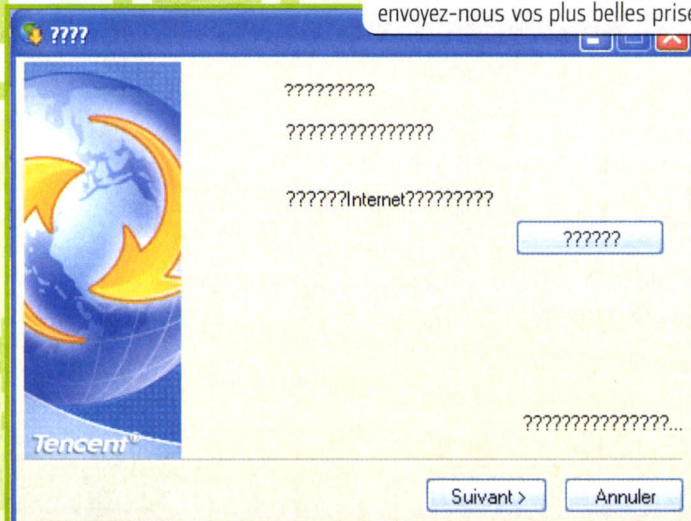 envoyez-nous vos plus belles prise
????
?????????
???????????????
??????Internet?????????
??????
???????????????...
Tencent®
Suivant >
Annuler